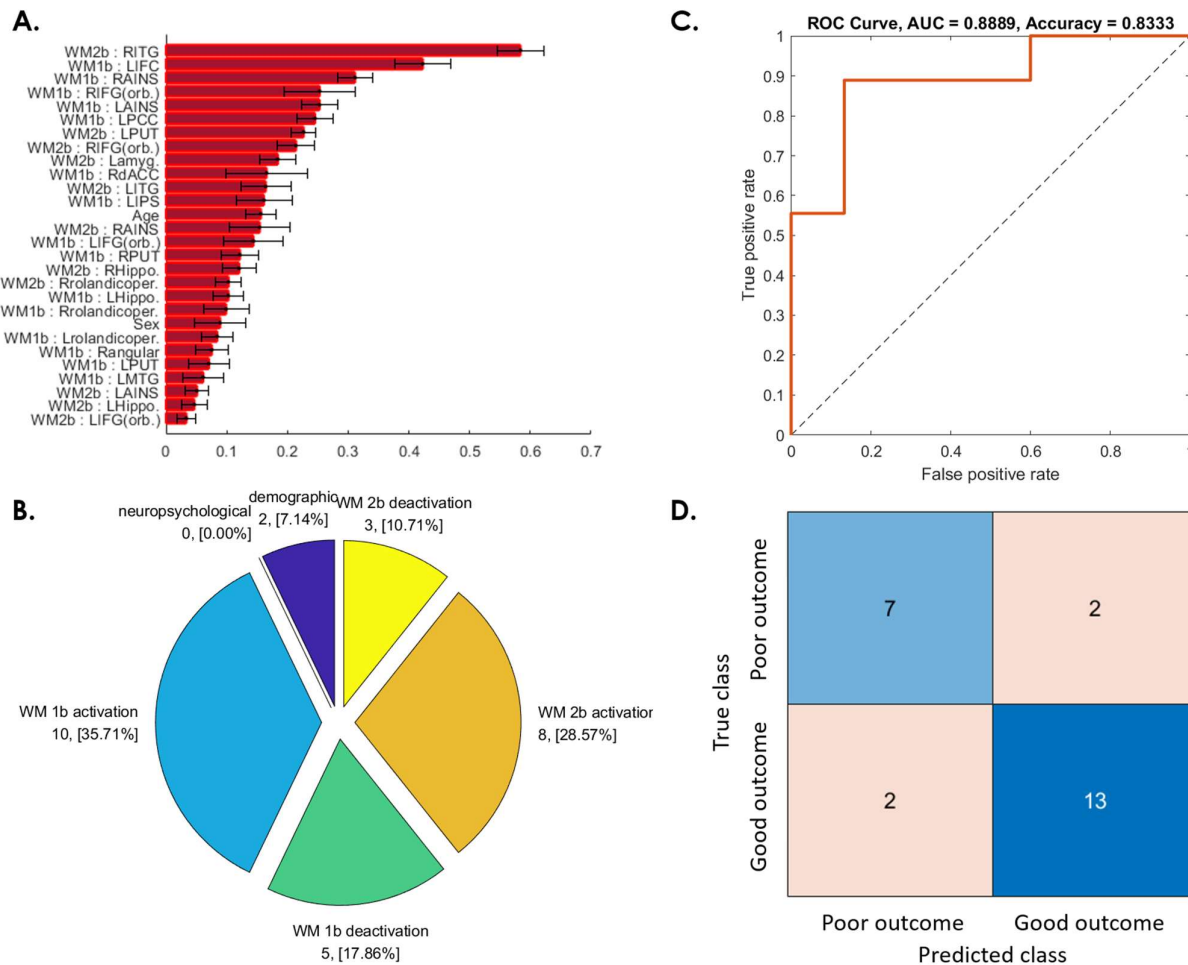 A.
WM2b : RITG
WM1b : LIFC
WM1b : RAINS
WM1b : RIFG(orb.)
WM1b : LAINS
WM1b : LPCC
WM2b : LPUT
WM2b : RIFG(orb.)
WM2b : Lamyg.
WM1b : RdACC
WM2b : LITG
WM1b : LIPS
Age
WM2b : RAINS
WM1b : LIFG(orb.)
WM1b : RPUT
WM2b : RHippo.
WM2b : Rrolandicoper.
WM1b : LHippo.
WM1b : Rrolandicoper.
Sex
WM1b : Lrolandicoper.
WM1b : Rangular
WM1b : LPUT
WM1b : LMTG
WM2b : LAINS
WM2b : LHippo.
WM2b : LIFG(orb.)
0 0.1 0.2 0.3 0.4 0.5 0.6 0.7
B.
neuropsychological
0, [0.00%]
demographic
2, [7.14%]
WM 2b deactivation
3, [10.71%]
WM 1b activation
10, [35.71%]
WM 2b activation
8, [28.57%]
WM 1b deactivation
5, [17.86%]
C.
ROC Curve, AUC = 0.8889, Accuracy = 0.8333
True positive rate
1
0.9
0.8
0.7
0.6
0.5
0.4
0.3
0.2
0.1
0
0 0.2 0.4 0.6 0.8
False positive rate
D.
True class
Poor outcome
7 2
Good outcome
2 13
Poor outcome Good outcome
Predicted class